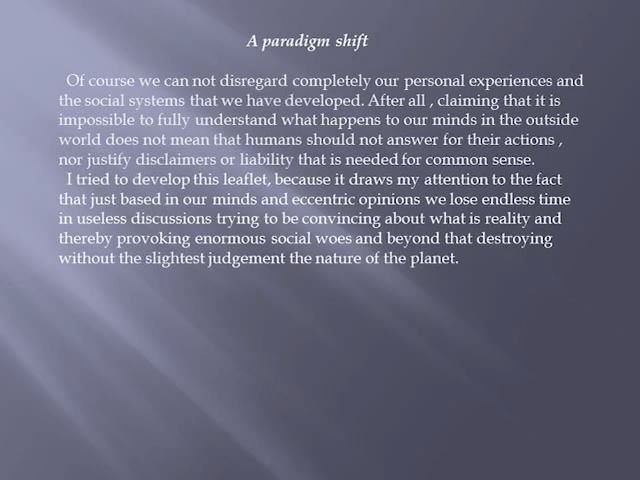 A paradigm shift
Of course we can not disregard completely our personal experiences and
the social systems that we have developed. After all , claiming that it is
impossible to fully understand what happens to our minds in the outside
world does not mean that humans should not answer for their actions ,
nor justify disclaimers or liability that is needed for common sense.
I tried to develop this leaflet, because it draws my attention to the fact
that just based in our minds and eccentric opinions we lose endless time
in useless discussions trying to be convincing about what is reality and
thereby provoking enormous social woes and beyond that destroying
without the slightest judgement the nature of the planet.